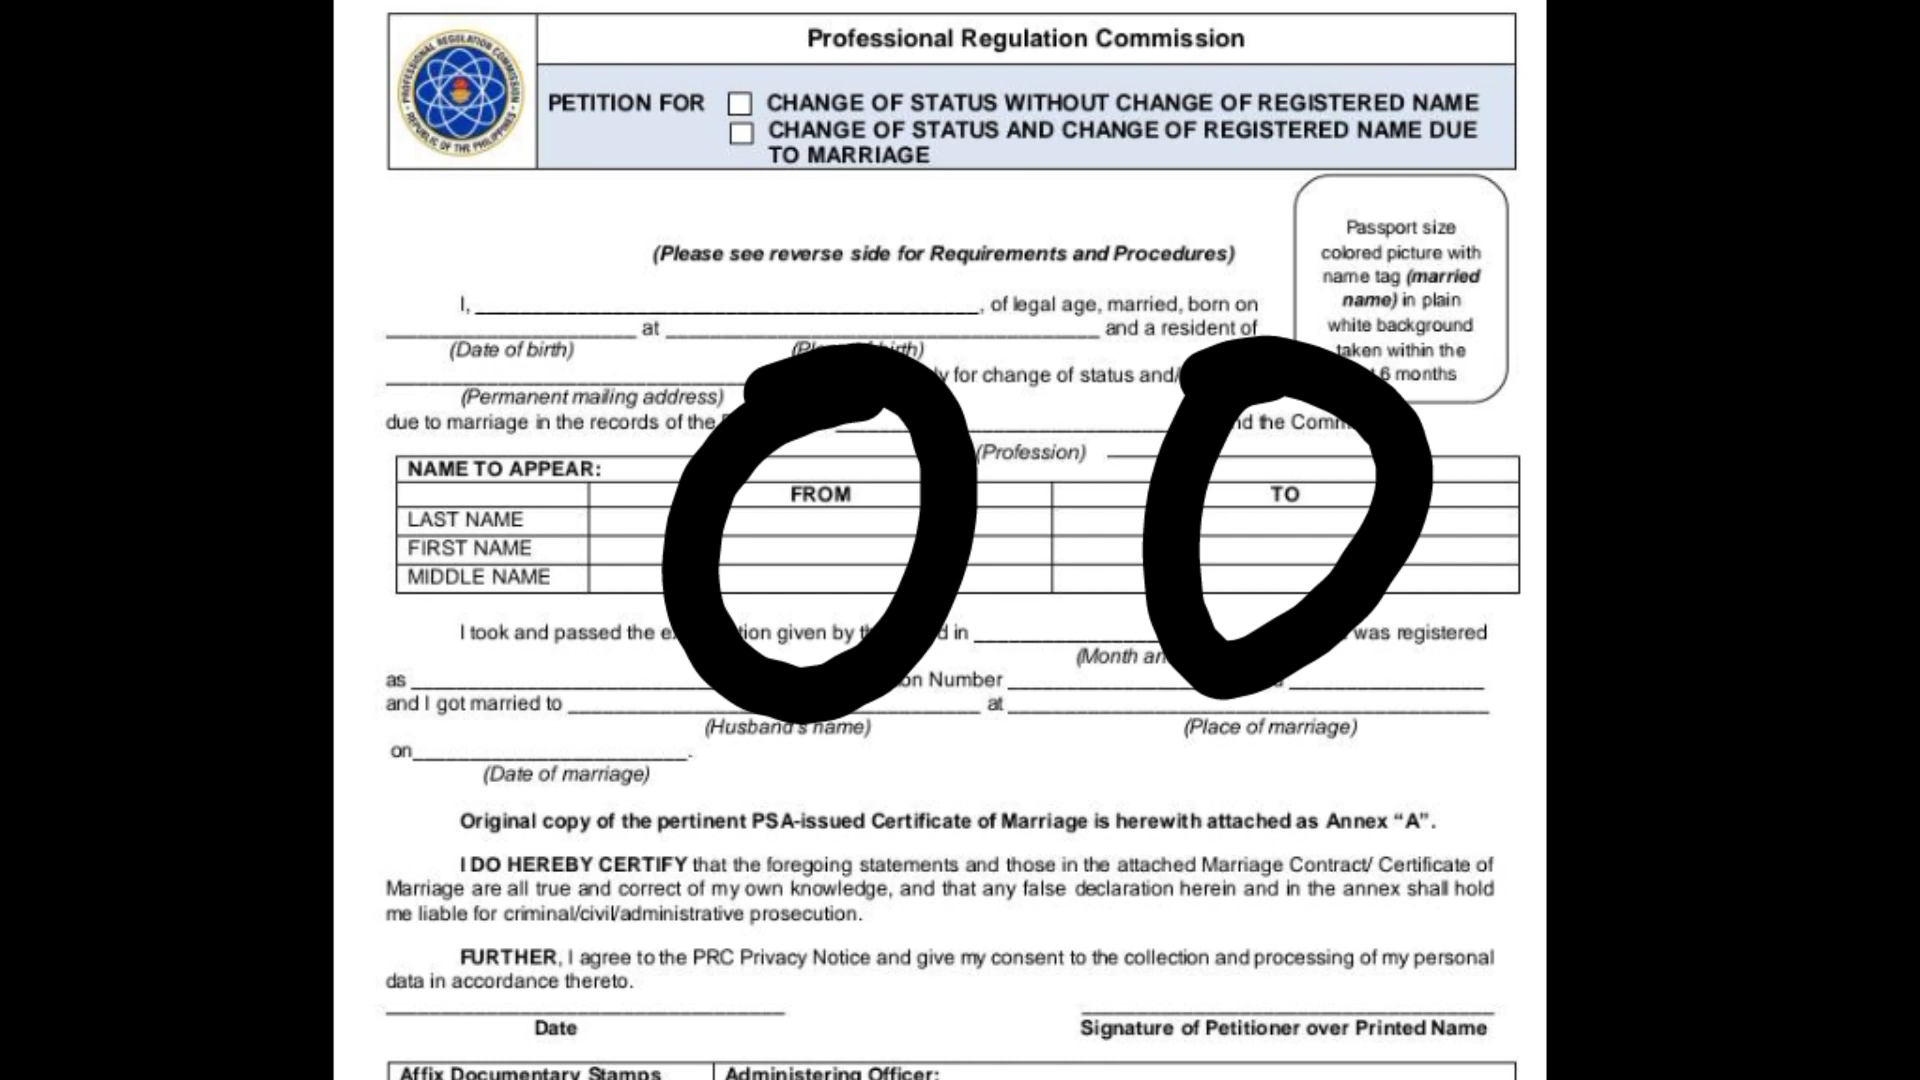 PROFESSIONAL REGULATION COMMISSION
REPUBLIC OF THE PHILIPPINES
Professional Regulation Commission
PETITION FOR CHANGE OF STATUS WITHOUT CHANGE OF REGISTERED NAME
CHANGE OF STATUS AND CHANGE OF REGISTERED NAME DUE
TO MARRIAGE
Passport size
colored picture with
name tag (married
name) in plain
white background
taken within the
6 months
(Please see reverse side for Requirements and Procedures)
I, , of legal age, married, born on
at and a resident of
(Date of birth)
for change of status and/
(Permanent mailing address)
due to marriage in the records of the the
(Profession)
NAME TO APPEAR:
FROM TO
LAST NAME
FIRST NAME
MIDDLE NAME
I took and passed the given by in was registered
(Month
as Number
and I got married to at
(Husband's name) (Place of marriage)
on .
(Date of marriage)
Original copy of the pertinent PSA-issued Certificate of Marriage is herewith attached as Annex “A”.
I DO HEREBY CERTIFY that the foregoing statements and those in the attached Marriage Contract/ Certificate of
Marriage are all true and correct of my own knowledge, and that any false declaration herein and in the annex shall hold
me liable for criminal/civil/administrative prosecution.
FURTHER, I agree to the PRC Privacy Notice and give my consent to the collection and processing of my personal
data in accordance thereto.
Date Signature of Petitioner over Printed Name
Affix Documentary Stamps Administering Officer: